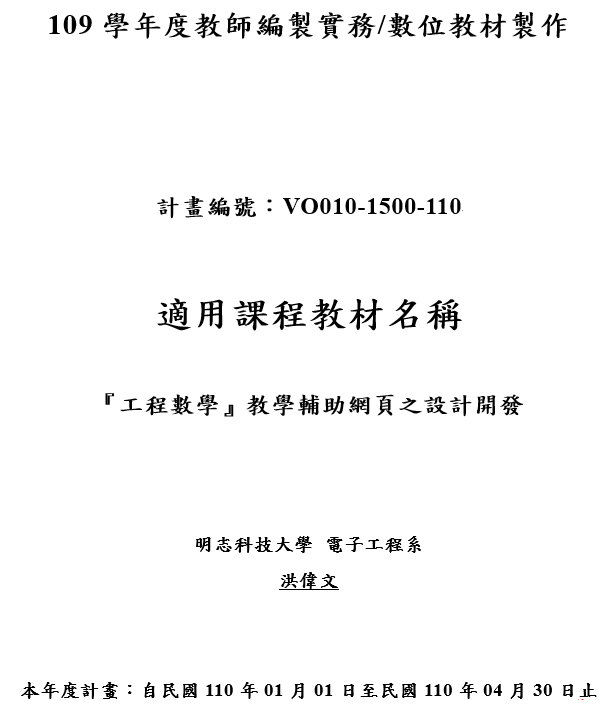 109 學年度教師編製實務/數位教材製作
計畫編號：VO010-1500-110
適用課程教材名稱
『工程數學』教學輔助網頁之設計開發
明志科技大學 電子工程系
洪偉文
本年度計畫：自民國 110 年 01 月 01 日至民國 110 年 04 月 30 日止